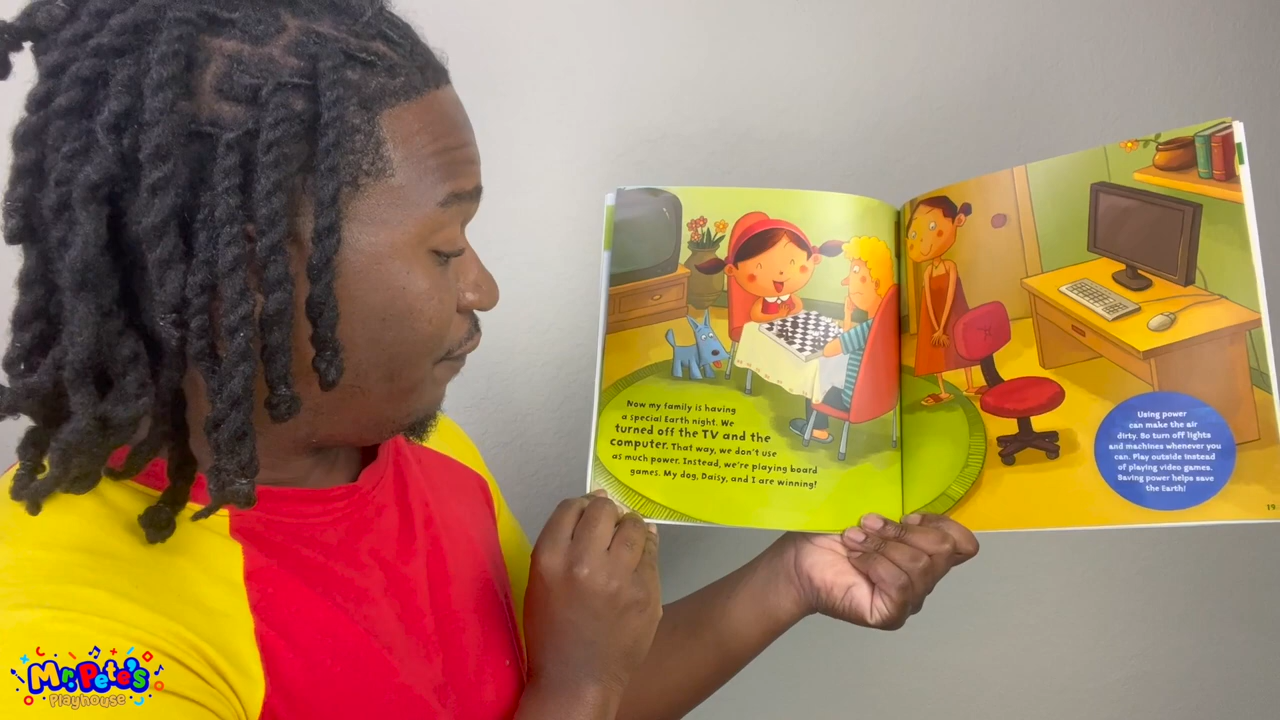 Now my family is having
a special Earth night. We
turned off the TV and the
computer. That way, we don't use
as much power. Instead, we're playing board
games. My dog, Daisy, and I are winning!
Using power
can make the air
dirty. So turn off lights
and machines whenever you
can. Play outside instead
of playing video games.
Saving power helps save
the Earth!
19
Mr. Pete's
Playhouse